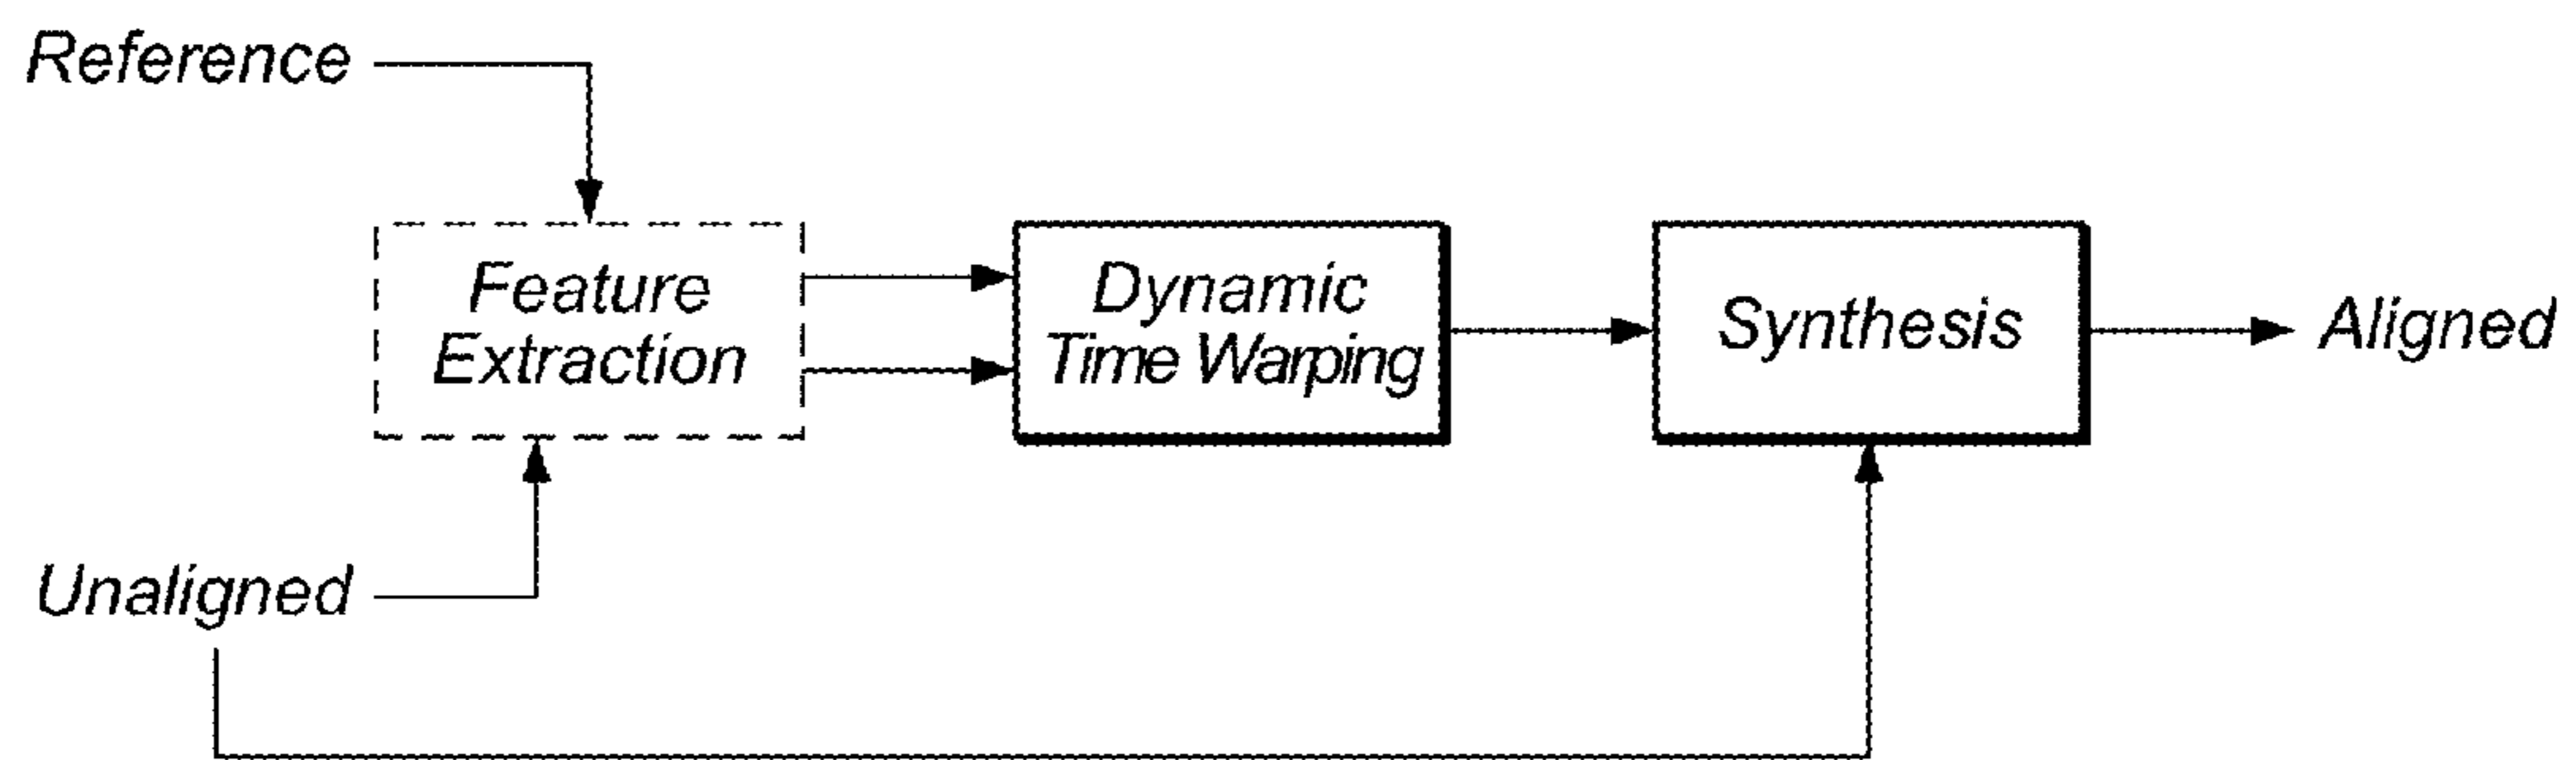 Reference
Feature
Extraction
Dynamic
Time Warping
Synthesis
Aligned
Unaligned